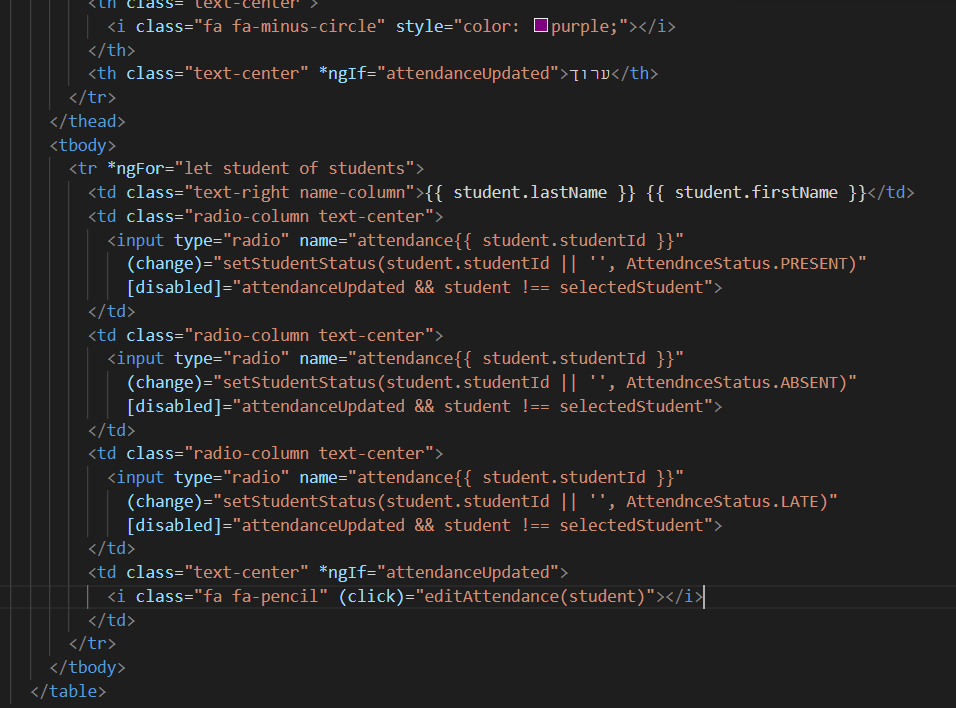 <th class="text-center">
<i class="fa fa-minus-circle" style="color: purple;"></i>
</th>
<th class="text-center" *ngIf="attendanceUpdated">ערוך</th>
</tr>
</thead>
<tbody>
<tr *ngFor="let student of students">
<td class="text-right name-column">{{ student.lastName }} {{ student.firstName }}</td>
<td class="radio-column text-center">
<input type="radio" name="attendance{{ student.studentId }}"
(change)="setStudentStatus(student.studentId || '', AttendnceStatus.PRESENT)"
[disabled]="attendanceUpdated && student !== selectedStudent">
</td>
<td class="radio-column text-center">
<input type="radio" name="attendance{{ student.studentId }}"
(change)="setStudentStatus(student.studentId || '', AttendnceStatus.ABSENT)"
[disabled]="attendanceUpdated && student !== selectedStudent">
</td>
<td class="radio-column text-center">
<input type="radio" name="attendance{{ student.studentId }}"
(change)="setStudentStatus(student.studentId || '', AttendnceStatus.LATE)"
[disabled]="attendanceUpdated && student !== selectedStudent">
</td>
<td class="text-center" *ngIf="attendanceUpdated">
<i class="fa fa-pencil" (click)="editAttendance(student)"></i>
</td>
</tr>
</tbody>
</table>